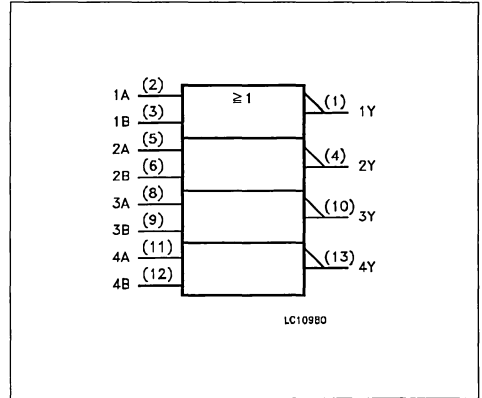 1A (2) ≧1 (1) 1Y
1B (3)
2A (5) (4) 2Y
2B (6)
3A (8) (10) 3Y
3B (9)
4A (11) (13) 4Y
4B (12)
LC10980